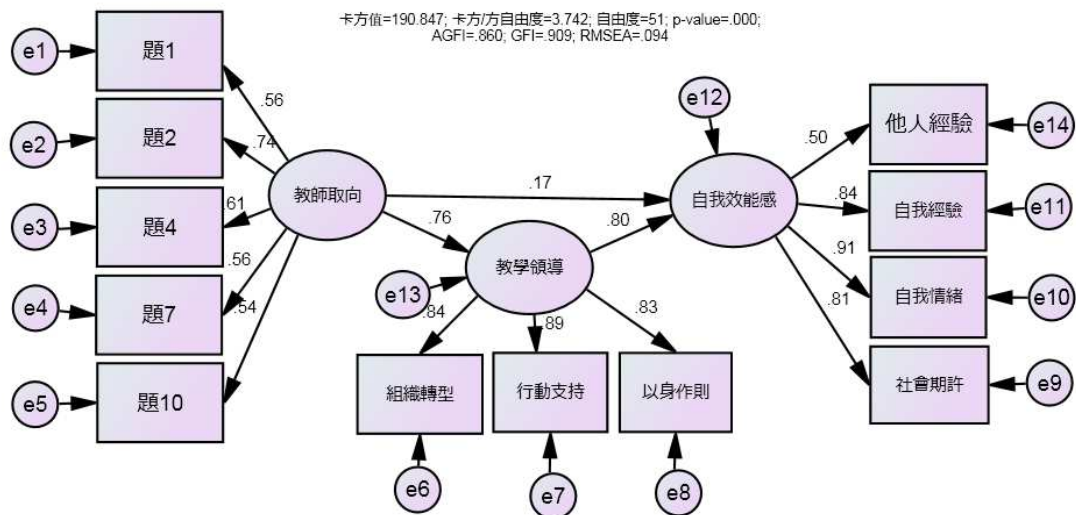 卡方值=190.847; 卡方/方自由度=3.742; 自由度=51; p-value=.000;
AGFI=.860; GFI=.909; RMSEA=.094
e1
題1
.56
e2
題2
.74
e3
題4
.61
e4
題7
.56
e5
題10
.54
教師取向
.17
.76
教學領導
.80
e13
.84
.89
.83
組織轉型
行動支持
以身作則
e6
e7
e8
e12
自我效能感
.50
他人經驗
e14
.84
自我經驗
e11
.91
自我情緒
e10
.81
社會期許
e9